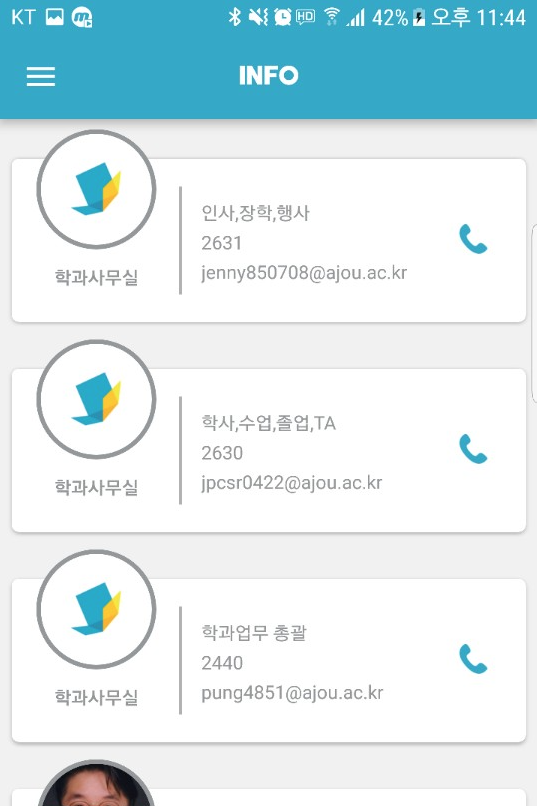 KT HD 42% 오후 11:44
INFO
학과사무실
인사,장학,행사
2631
jenny850708@ajou.ac.kr
학과사무실
학사,수업,졸업,TA
2630
jpcsr0422@ajou.ac.kr
학과사무실
학과업무 총괄
2440
pung4851@ajou.ac.kr